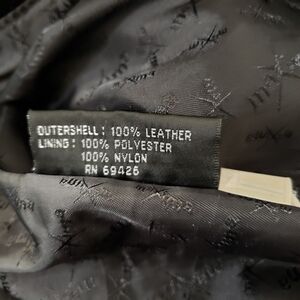 OUTERSHELL: 100% LEATHER
LINING: 100% POLYESTER
100% NYLON
RN 69426